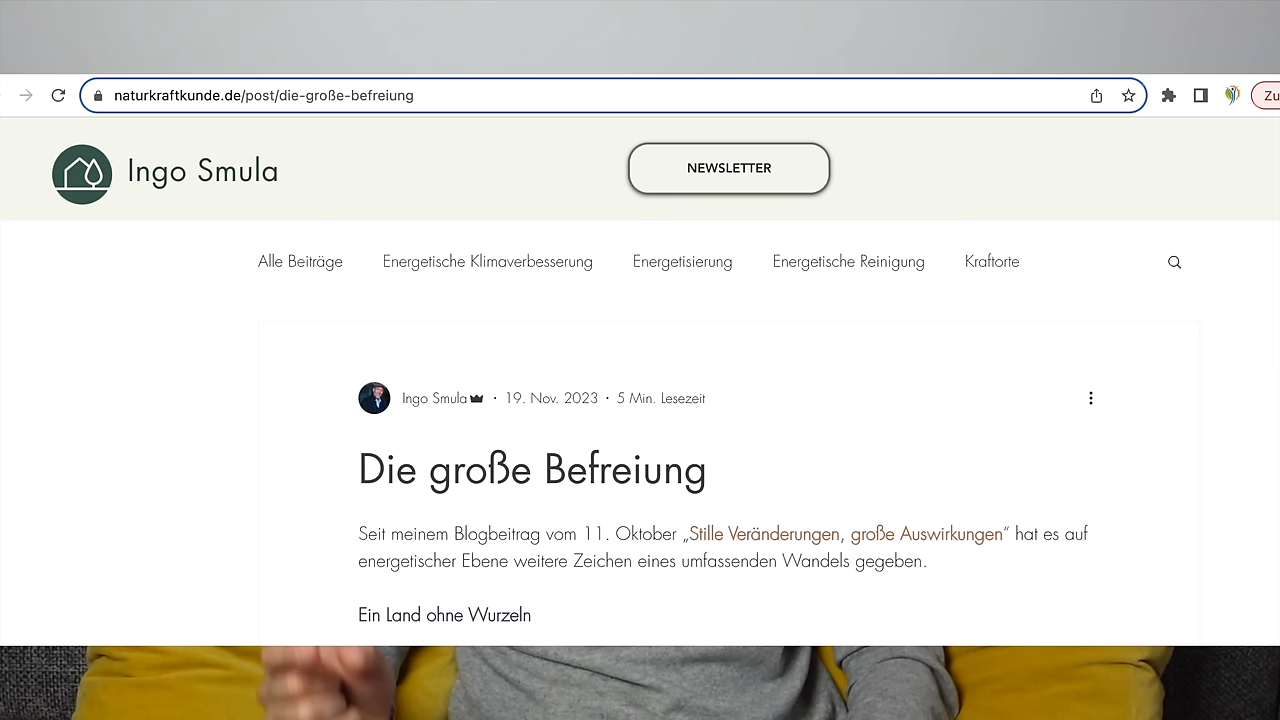 naturkraftkunde.de/post/die-große-befreiung
Zu
Ingo Smula
NEWSLETTER
Alle Beiträge
Energetische Klimaverbesserung
Energetisierung
Energetische Reinigung
Kraftorte
Ingo Smula · 19. Nov. 2023 · 5 Min. Lesezeit
Die große Befreiung
Seit meinem Blogbeitrag vom 11. Oktober „Stille Veränderungen, große Auswirkungen“ hat es auf
energetischer Ebene weitere Zeichen eines umfassenden Wandels gegeben.
Ein Land ohne Wurzeln